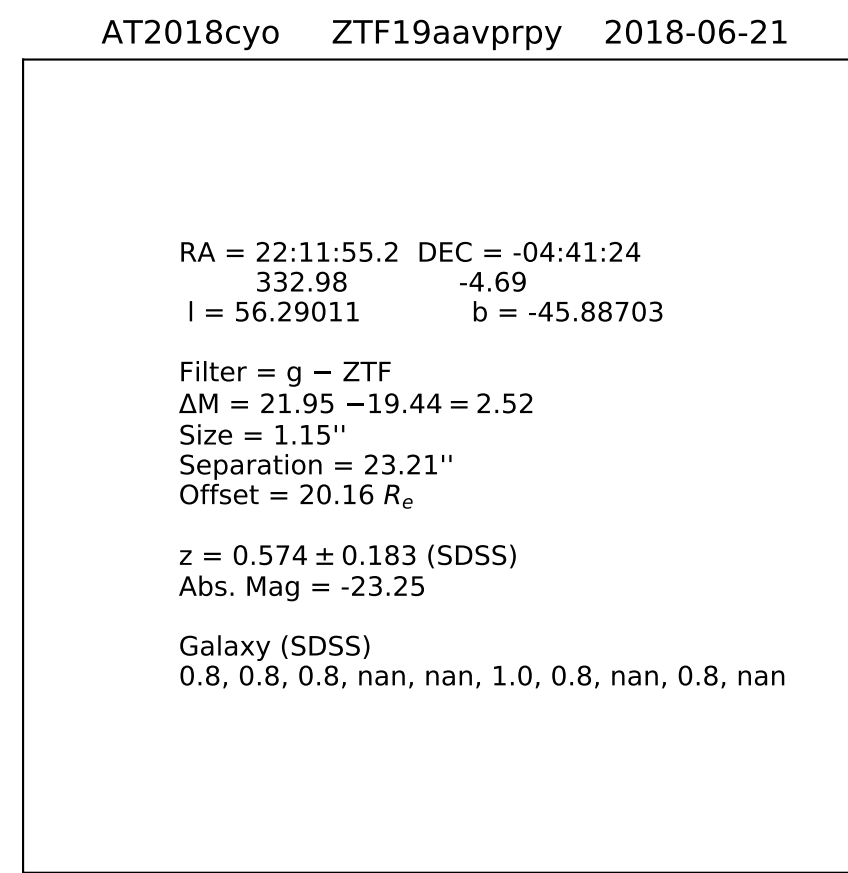 AT2018cyo ZTF19aavprpy 2018-06-21
RA = 22:11:55.2 DEC = -04:41:24
332.98 -4.69
l = 56.29011 b = -45.88703
Filter = g − ZTF
ΔM = 21.95 −19.44 = 2.52
Size = 1.15''
Separation = 23.21''
Offset = 20.16 Rₑ
z = 0.574 ± 0.183 (SDSS)
Abs. Mag = -23.25
Galaxy (SDSS)
0.8, 0.8, 0.8, nan, nan, 1.0, 0.8, nan, 0.8, nan